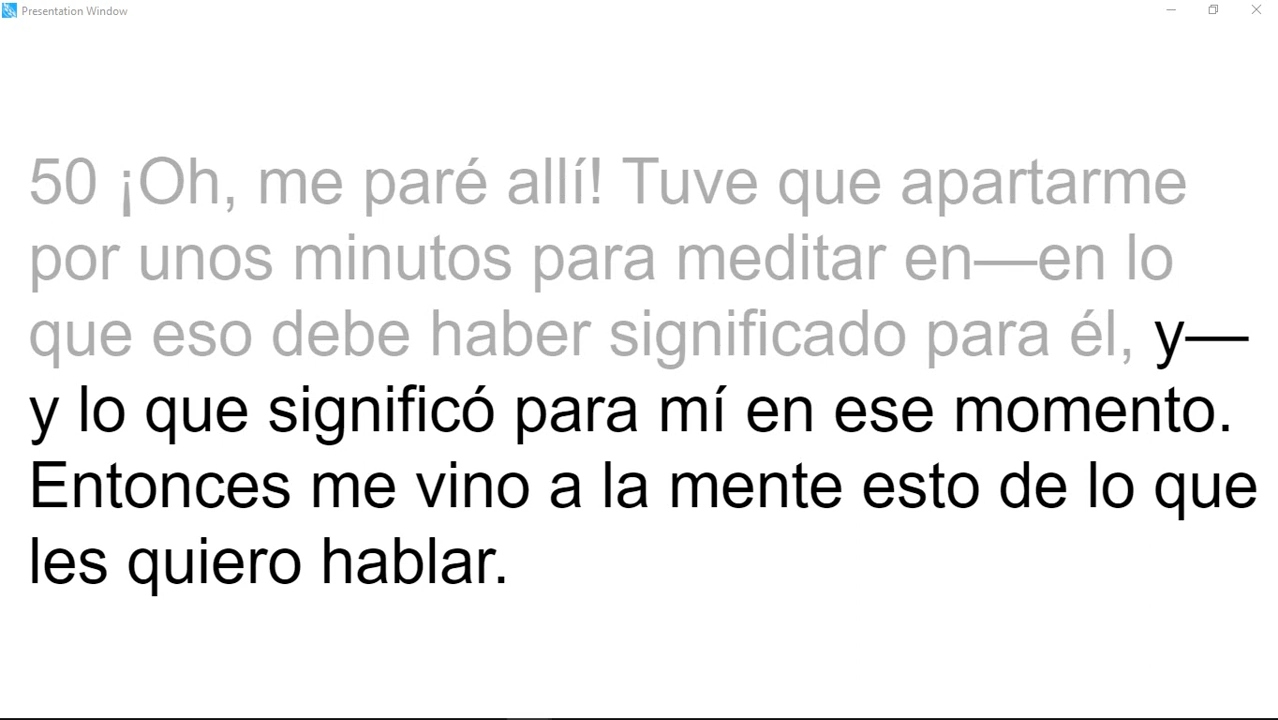 Presentation Window
50 ¡Oh, me paré allí! Tuve que apartarme
por unos minutos para meditar en—en lo
que eso debe haber significado para él, y—
y lo que significó para mí en ese momento.
Entonces me vino a la mente esto de lo que
les quiero hablar.